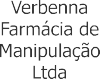 Verbenna
Farmácia de
Manipulação
Ltda